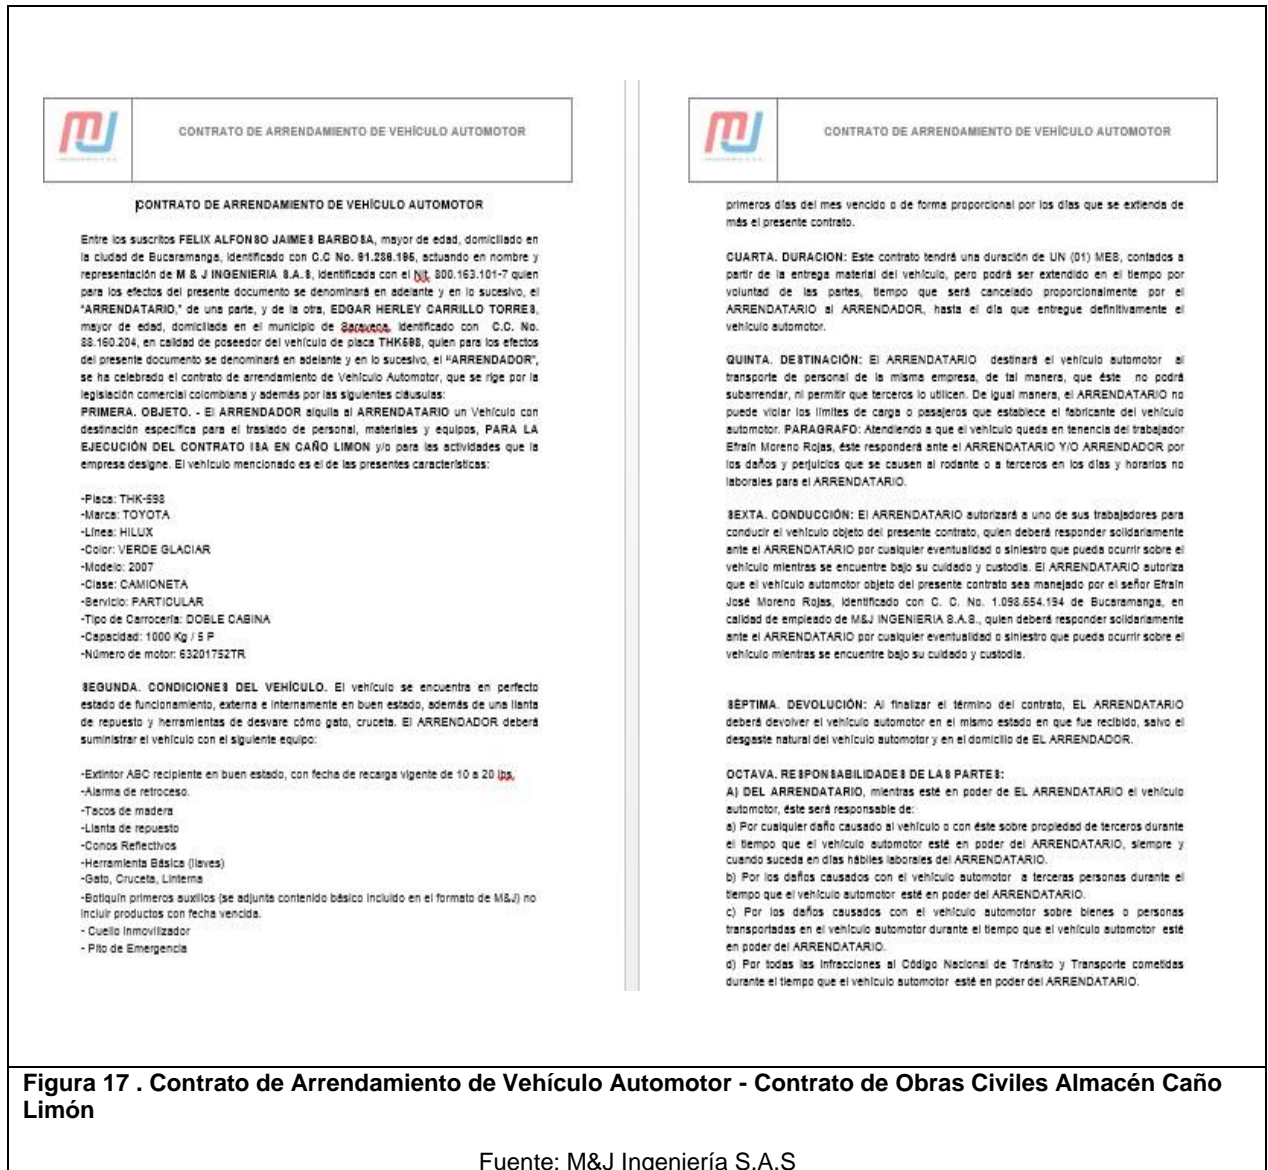 CONTRATO DE ARRENDAMIENTO DE VEHÍCULO AUTOMOTOR
CONTRATO DE ARRENDAMIENTO DE VEHÍCULO AUTOMOTOR
Entre los suscritos FELIX ALFONSO JAIMES BARBOSA, mayor de edad, domiciliado en
la ciudad de Bucaramanga, identificado con C.C No. 91.286.195, actuando en nombre y
representación de M & J INGENIERIA S.A.S, identificada con el Nit. 800.163.101-7 quien
para los efectos del presente documento se denominará en adelante y en lo sucesivo, el
"ARRENDATARIO," de una parte, y de la otra, EDGAR HERLEY CARRILLO TORRES,
mayor de edad, domiciliada en el municipio de Saravena, identificado con C.C. No.
88.160.204, en calidad de poseedor del vehículo de placa THK598, quien para los efectos
del presente documento se denominará en adelante y en lo sucesivo, el "ARRENDADOR",
se ha celebrado el contrato de arrendamiento de Vehículo Automotor, que se rige por la
legislación comercial colombiana y además por las siguientes cláusulas:
PRIMERA. OBJETO. - El ARRENDADOR alquila al ARRENDATARIO un Vehículo con
destinación específica para el traslado de personal, materiales y equipos, PARA LA
EJECUCIÓN DEL CONTRATO ISA EN CAÑO LIMON y/o para las actividades que la
empresa designe. El vehículo mencionado es el de las presentes características:
-Placa: THK-598
-Marca: TOYOTA
-Línea: HILUX
-Color: VERDE GLACIAR
-Modelo: 2007
-Clase: CAMIONETA
-Servicio: PARTICULAR
-Tipo de Carrocería: DOBLE CABINA
-Capacidad: 1000 Kg / 5 P
-Número de motor: 63201752TR
SEGUNDA. CONDICIONES DEL VEHÍCULO. El vehículo se encuentra en perfecto
estado de funcionamiento, externa e internamente en buen estado, además de una llanta
de repuesto y herramientas de desvare cómo gato, cruceta. El ARRENDADOR deberá
suministrar el vehículo con el siguiente equipo:
-Extintor ABC recipiente en buen estado, con fecha de recarga vigente de 10 a 20 lbs.
-Alarma de retroceso.
-Tacos de madera
-Llanta de repuesto
-Conos Reflectivos
-Herramienta Básica (llaves)
-Gato, Cruceta, Linterna
-Botiquín primeros auxilios (se adjunta contenido básico incluido en el formato de M&J) no
incluir productos con fecha vencida.
- Cuello Inmovilizador
- Pito de Emergencia
CONTRATO DE ARRENDAMIENTO DE VEHÍCULO AUTOMOTOR
primeros días del mes vencido o de forma proporcional por los días que se extienda de
más el presente contrato.
CUARTA. DURACION: Este contrato tendrá una duración de UN (01) MES, contados a
partir de la entrega material del vehículo, pero podrá ser extendido en el tiempo por
voluntad de las partes, tiempo que será cancelado proporcionalmente por el
ARRENDATARIO al ARRENDADOR, hasta el día que entregue definitivamente el
vehículo automotor.
QUINTA. DESTINACIÓN: El ARRENDATARIO destinará el vehículo automotor al
transporte de personal de la misma empresa, de tal manera, que éste no podrá
subarrendar, ni permitir que terceros lo utilicen. De igual manera, el ARRENDATARIO no
puede violar los límites de carga o pasajeros que establece el fabricante del vehículo
automotor. PARAGRAFO: Atendiendo a que el vehículo queda en tenencia del trabajador
Efraín Moreno Rojas, éste responderá ante el ARRENDATARIO Y/O ARRENDADOR por
los daños y perjuicios que se causen al rodante o a terceros en los días y horarios no
laborales para el ARRENDATARIO.
SEXTA. CONDUCCIÓN: El ARRENDATARIO autorizará a uno de sus trabajadores para
conducir el vehículo objeto del presente contrato, quien deberá responder solidariamente
ante el ARRENDATARIO por cualquier eventualidad o siniestro que pueda ocurrir sobre el
vehículo mientras se encuentre bajo su cuidado y custodia. El ARRENDATARIO autoriza
que el vehículo automotor objeto del presente contrato sea manejado por el señor Efraín
José Moreno Rojas, identificado con C. C. No. 1.098.654.194 de Bucaramanga, en
calidad de empleado de M&J INGENIERIA S.A.S., quien deberá responder solidariamente
ante el ARRENDATARIO por cualquier eventualidad o siniestro que pueda ocurrir sobre el
vehículo mientras se encuentre bajo su cuidado y custodia.
SÉPTIMA. DEVOLUCIÓN: Al finalizar el término del contrato, EL ARRENDATARIO
deberá devolver el vehículo automotor en el mismo estado en que fue recibido, salvo el
desgaste natural del vehículo automotor y en el domicilio de EL ARRENDADOR.
OCTAVA. RESPONSABILIDADES DE LAS PARTES:
A) DEL ARRENDATARIO, mientras esté en poder de EL ARRENDATARIO el vehículo
automotor, éste será responsable de:
a) Por cualquier daño causado al vehículo o con éste sobre propiedad de terceros durante
el tiempo que el vehículo automotor esté en poder del ARRENDATARIO, siempre y
cuando suceda en días hábiles laborales del ARRENDATARIO.
b) Por los daños causados con el vehículo automotor a terceras personas durante el
tiempo que el vehículo automotor esté en poder del ARRENDATARIO.
c) Por los daños causados con el vehículo automotor sobre bienes o personas
transportadas en el vehículo automotor durante el tiempo que el vehículo automotor esté
en poder del ARRENDATARIO.
d) Por todas las infracciones al Código Nacional de Tránsito y Transporte cometidas
durante el tiempo que el vehículo automotor esté en poder del ARRENDATARIO.
Figura 17 . Contrato de Arrendamiento de Vehículo Automotor - Contrato de Obras Civiles Almacén Caño
Limón
Fuente: M&J Ingeniería S.A.S